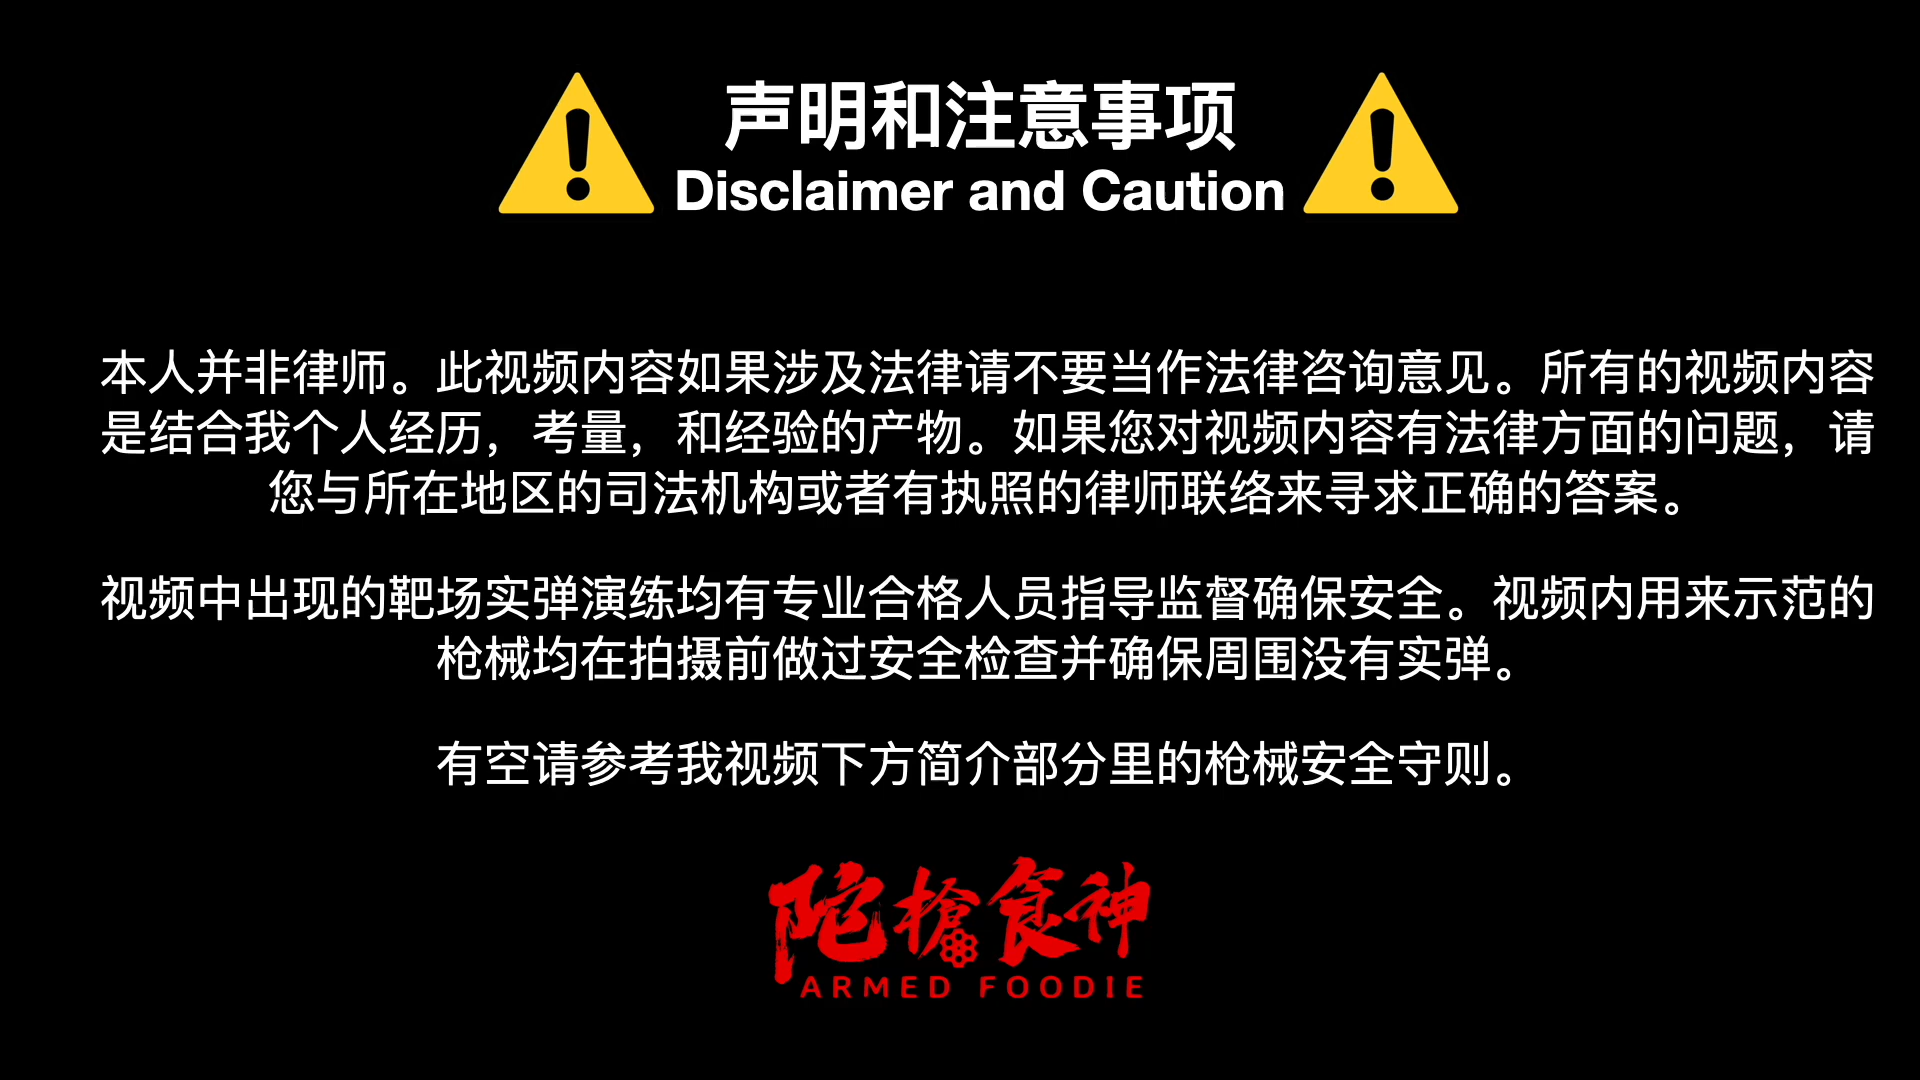 声明和注意事项
Disclaimer and Caution
本人并非律师。此视频内容如果涉及法律请不要当作法律咨询意见。所有的视频内容
是结合我个人经历，考量，和经验的产物。如果您对视频内容有法律方面的问题，请
您与所在地区的司法机构或者有执照的律师联络来寻求正确的答案。
视频中出现的靶场实弹演练均有专业合格人员指导监督确保安全。视频内用来示范的
枪械均在拍摄前做过安全检查并确保周围没有实弹。
有空请参考我视频下方简介部分里的枪械安全守则。
陀槍食神
ARMED FOODIE